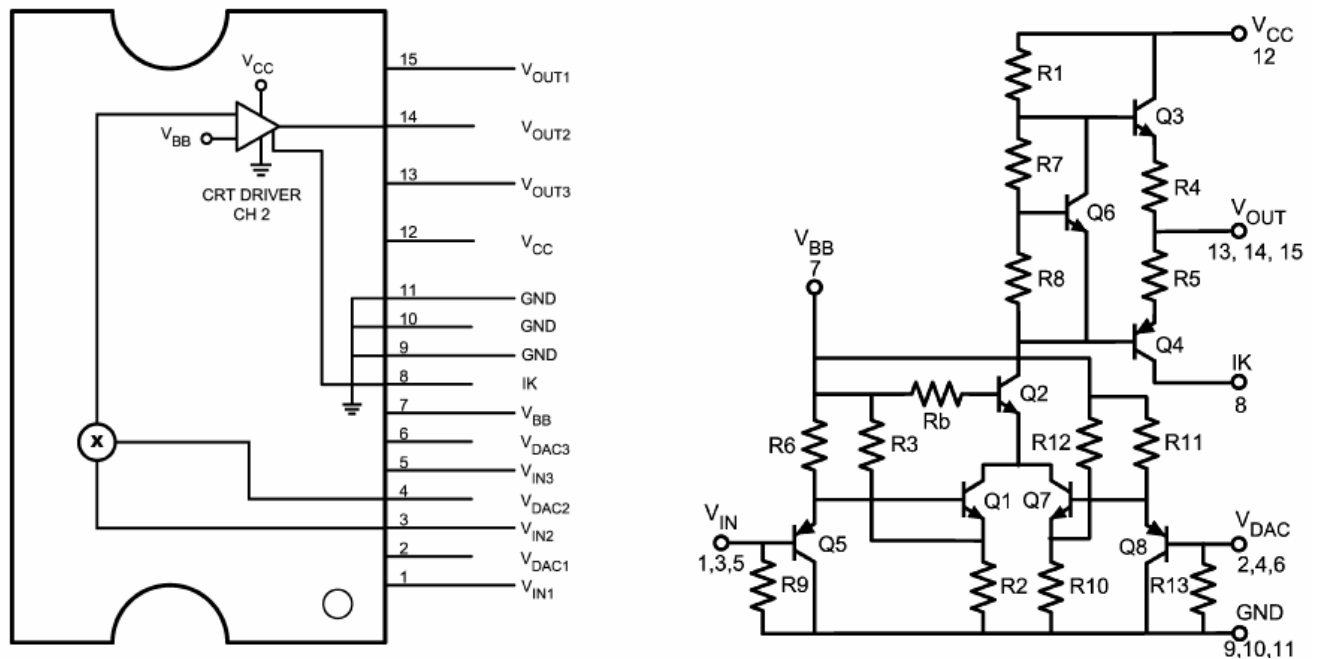 15 VOUT1
VCC
14 VOUT2
VBB
13 VOUT3
CRT DRIVER
CH 2
12 VCC
11 GND
10 GND
9 GND
8 IK
7 VBB
6 VDAC3
5 VIN3
X
4 VDAC2
3 VIN2
2 VDAC1
1 VIN1
VCC
12
R1
Q3
R7
R4
Q6
VOUT
13, 14, 15
VBB
7
R8
R5
Q4
IK
8
Q2
Rb
R6
R3
R12
R11
Q1
Q7
VIN
1,3,5
Q5
Q8
VDAC
2,4,6
R9
R2
R10
R13
GND
9,10,11